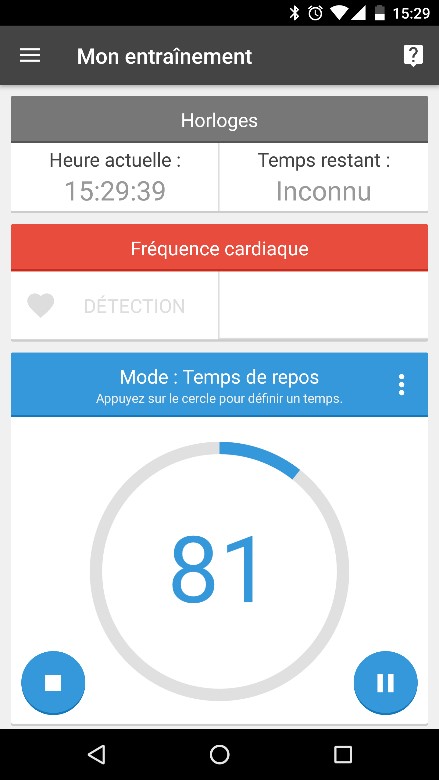 15:29
Mon entraînement
Horloges
Heure actuelle :
Temps restant :
15:29:39
Inconnu
Fréquence cardiaque
DÉTECTION
Mode : Temps de repos
Appuyez sur le cercle pour définir un temps.
81